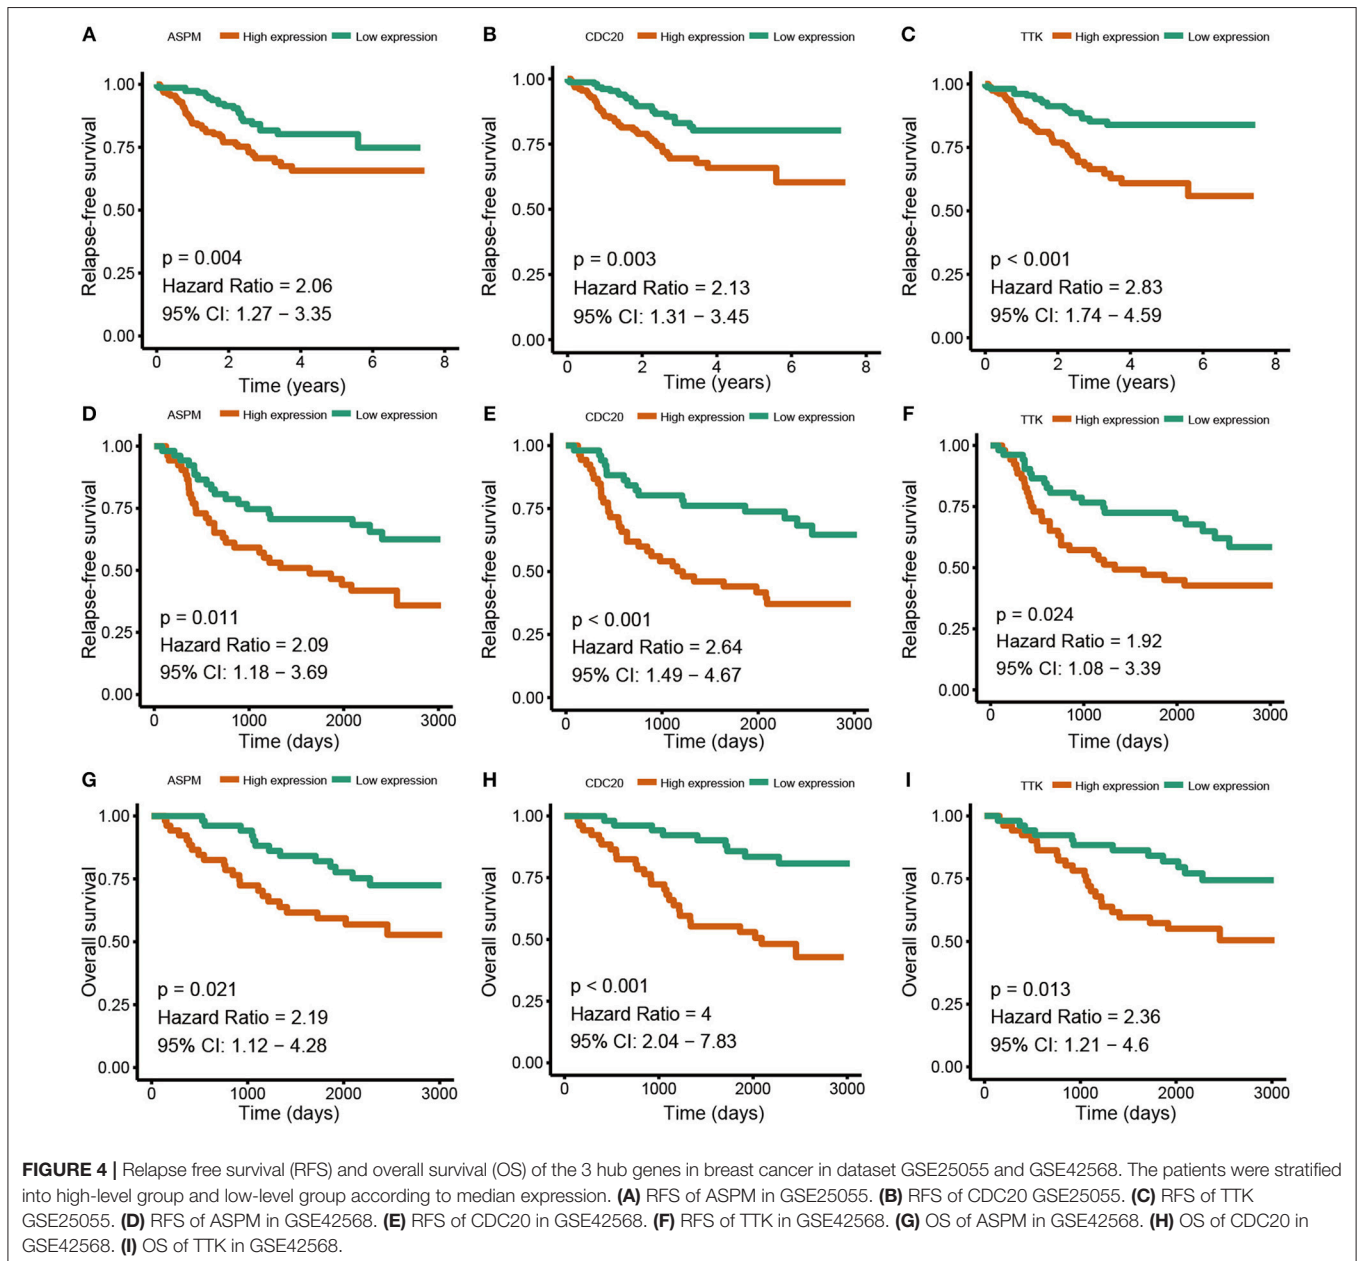 A ASPM High expression Low expression
1.00
0.75
0.50
0.25
0.00
Relapse-free survival
p = 0.004
Hazard Ratio = 2.06
95% CI: 1.27 − 3.35
0 2 4 6 8
Time (years)
B CDC20 High expression Low expression
1.00
0.75
0.50
0.25
0.00
Relapse-free survival
p = 0.003
Hazard Ratio = 2.13
95% CI: 1.31 − 3.45
0 2 4 6 8
Time (years)
C TTK High expression Low expression
1.00
0.75
0.50
0.25
0.00
Relapse-free survival
p < 0.001
Hazard Ratio = 2.83
95% CI: 1.74 − 4.59
0 2 4 6 8
Time (years)
D ASPM High expression Low expression
1.00
0.75
0.50
0.25
0.00
Relapse-free survival
p = 0.011
Hazard Ratio = 2.09
95% CI: 1.18 − 3.69
0 1000 2000 3000
Time (days)
E CDC20 High expression Low expression
1.00
0.75
0.50
0.25
0.00
Relapse-free survival
p < 0.001
Hazard Ratio = 2.64
95% CI: 1.49 − 4.67
0 1000 2000 3000
Time (days)
F TTK High expression Low expression
1.00
0.75
0.50
0.25
0.00
Relapse-free survival
p = 0.024
Hazard Ratio = 1.92
95% CI: 1.08 − 3.39
0 1000 2000 3000
Time (days)
G ASPM High expression Low expression
1.00
0.75
0.50
0.25
0.00
Overall survival
p = 0.021
Hazard Ratio = 2.19
95% CI: 1.12 − 4.28
0 1000 2000 3000
Time (days)
H CDC20 High expression Low expression
1.00
0.75
0.50
0.25
0.00
Overall survival
p < 0.001
Hazard Ratio = 4
95% CI: 2.04 − 7.83
0 1000 2000 3000
Time (days)
I TTK High expression Low expression
1.00
0.75
0.50
0.25
0.00
Overall survival
p = 0.013
Hazard Ratio = 2.36
95% CI: 1.21 − 4.6
0 1000 2000 3000
Time (days)
FIGURE 4 | Relapse free survival (RFS) and overall survival (OS) of the 3 hub genes in breast cancer in dataset GSE25055 and GSE42568. The patients were stratified
into high-level group and low-level group according to median expression. (A) RFS of ASPM in GSE25055. (B) RFS of CDC20 GSE25055. (C) RFS of TTK
GSE25055. (D) RFS of ASPM in GSE42568. (E) RFS of CDC20 in GSE42568. (F) RFS of TTK in GSE42568. (G) OS of ASPM in GSE42568. (H) OS of CDC20 in
GSE42568. (I) OS of TTK in GSE42568.